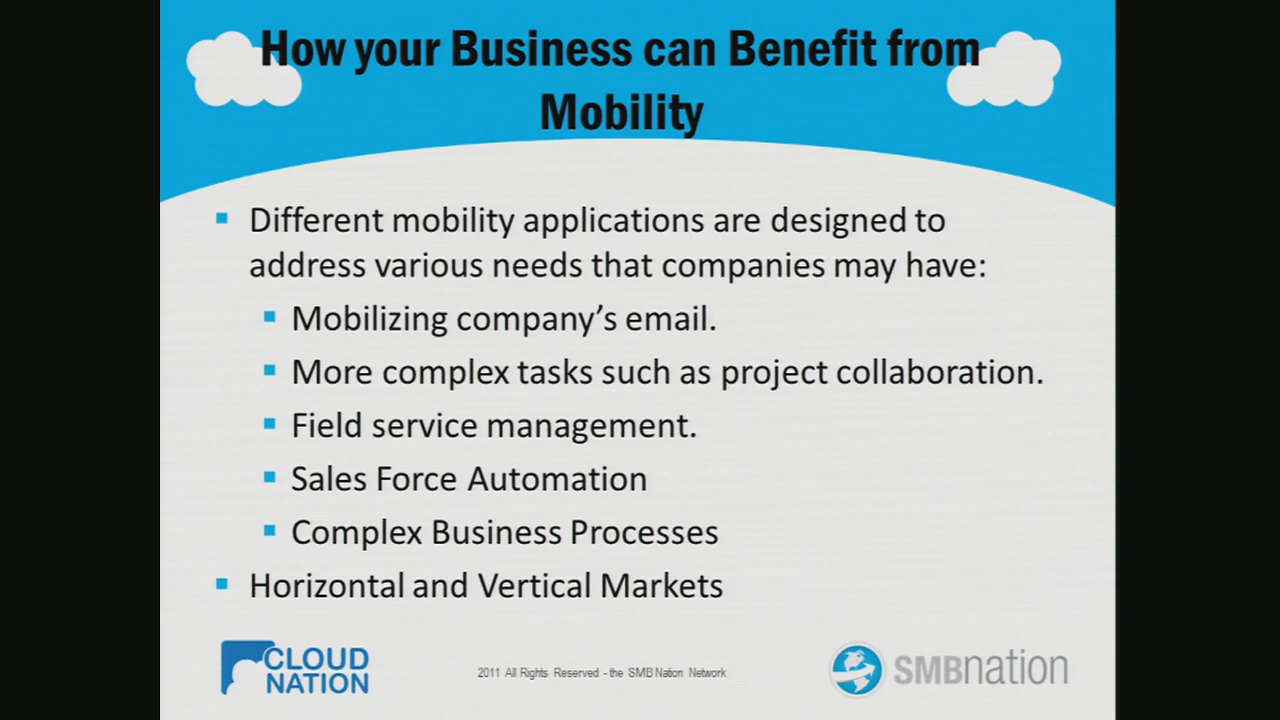 How your Business can Benefit from
Mobility
Different mobility applications are designed to
address various needs that companies may have:
Mobilizing company’s email.
More complex tasks such as project collaboration.
Field service management.
Sales Force Automation
Complex Business Processes
Horizontal and Vertical Markets
CLOUD
NATION
2011 All Rights Reserved - the SMB Nation Network
SMBnation